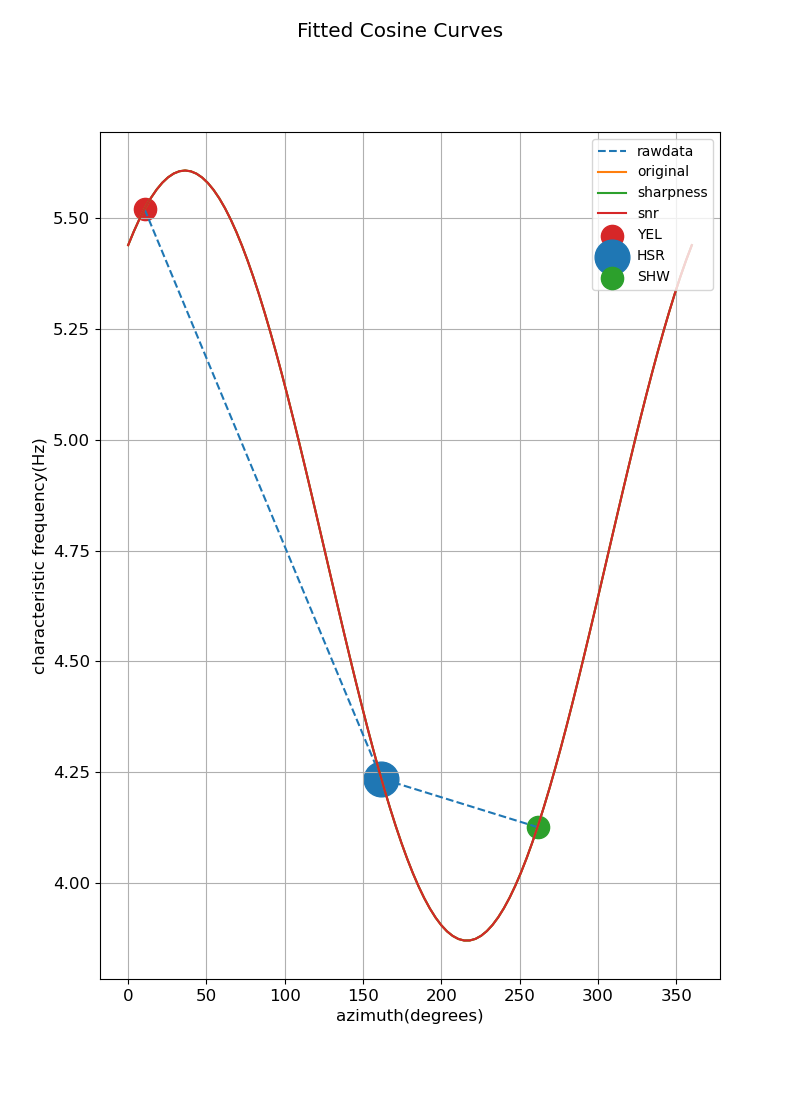 Fitted Cosine Curves
rawdata
original
sharpness
snr
YEL
HSR
SHW
5.50
5.25
5.00
4.75
4.50
4.25
4.00
characteristic frequency(Hz)
0 50 100 150 200 250 300 350
azimuth(degrees)